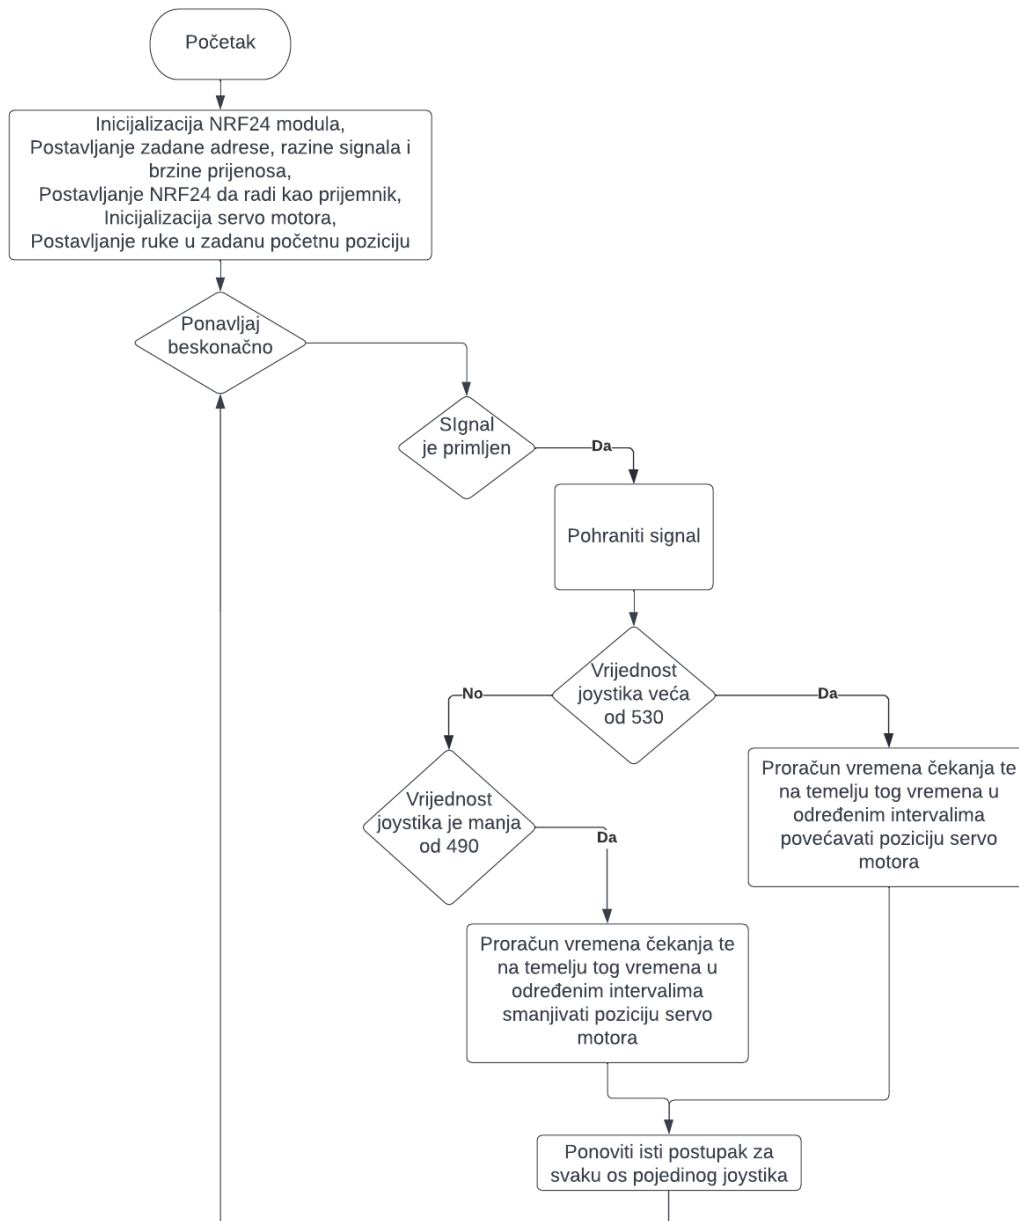 Početak
Inicijalizacija NRF24 modula,
Postavljanje zadane adrese, razine signala i
brzine prijenosa,
Postavljanje NRF24 da radi kao prijemnik,
Inicijalizacija servo motora,
Postavljanje ruke u zadanu početnu poziciju
Ponavljaj
beskonačno
SIgnal
je primljen
Da
Pohraniti signal
Vrijednost
joystika veća
od 530
No
Da
Vrijednost
joystika je manja
od 490
Da
Proračun vremena čekanja te
na temelju tog vremena u
određenim intervalima
povećavati poziciju servo
motora
Proračun vremena čekanja te
na temelju tog vremena u
određenim intervalima
smanjivati poziciju servo
motora
Ponoviti isti postupak za
svaku os pojedinog joystika